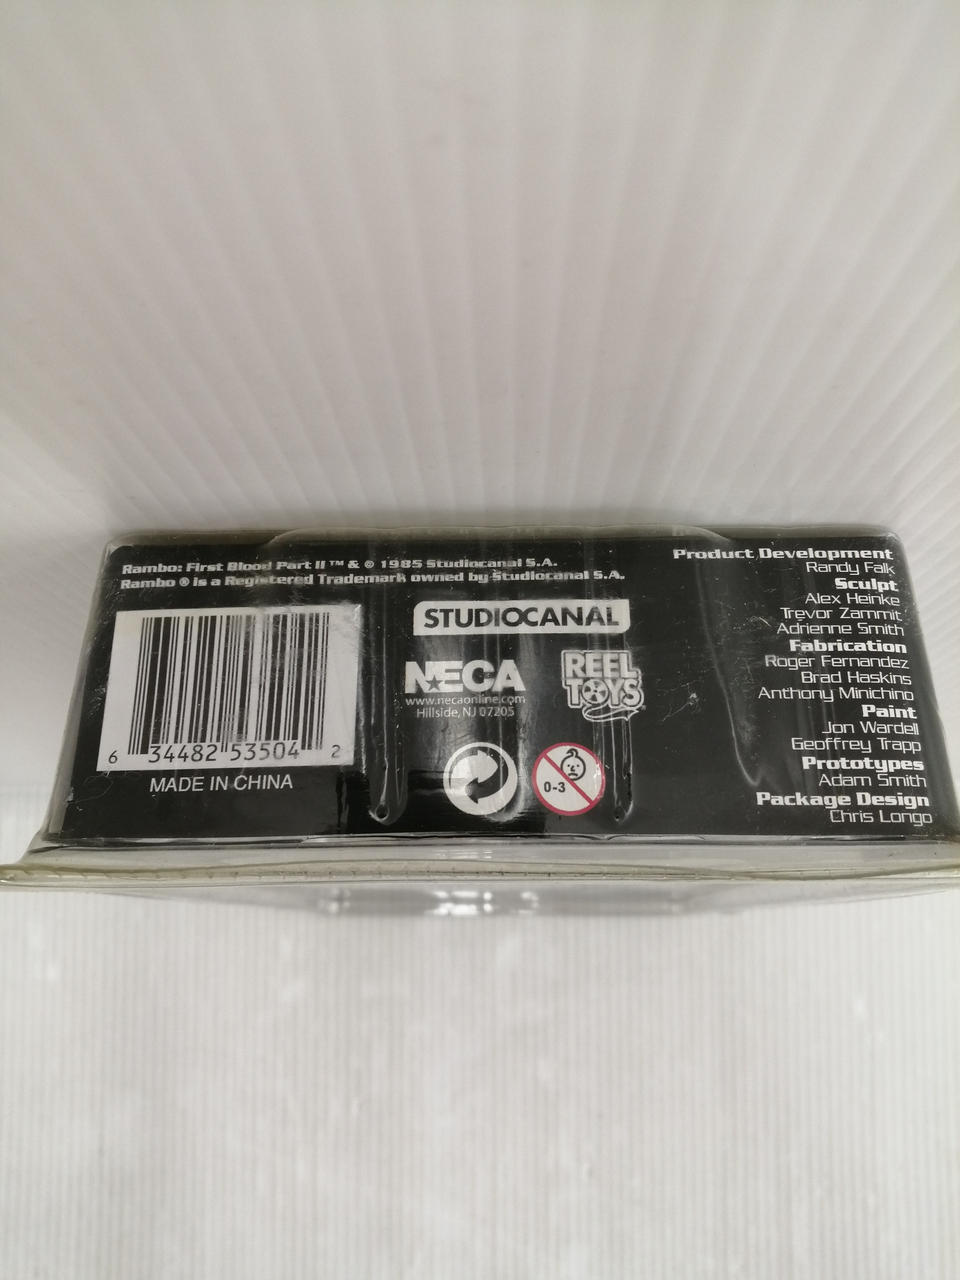 Rambo: First Blood Part II ™ & © 1985 Studiocanal S.A.
Rambo ® is a Registered Trademark owned by Studiocanal S.A.
6 34482 53504 2
MADE IN CHINA
STUDIOCANAL
NECA
www.necaonline.com
Hillside, NJ 07205
REEL
TOYS
0-3
Product Development
Randy Falk
Sculpt
Alex Heinke
Trevor Zammit
Adrienne Smith
Fabrication
Roger Fernandez
Brad Haskins
Anthony Minichino
Paint
Jon Wardell
Geoffrey Trapp
Prototypes
Adam Smith
Package Design
Chris Longo